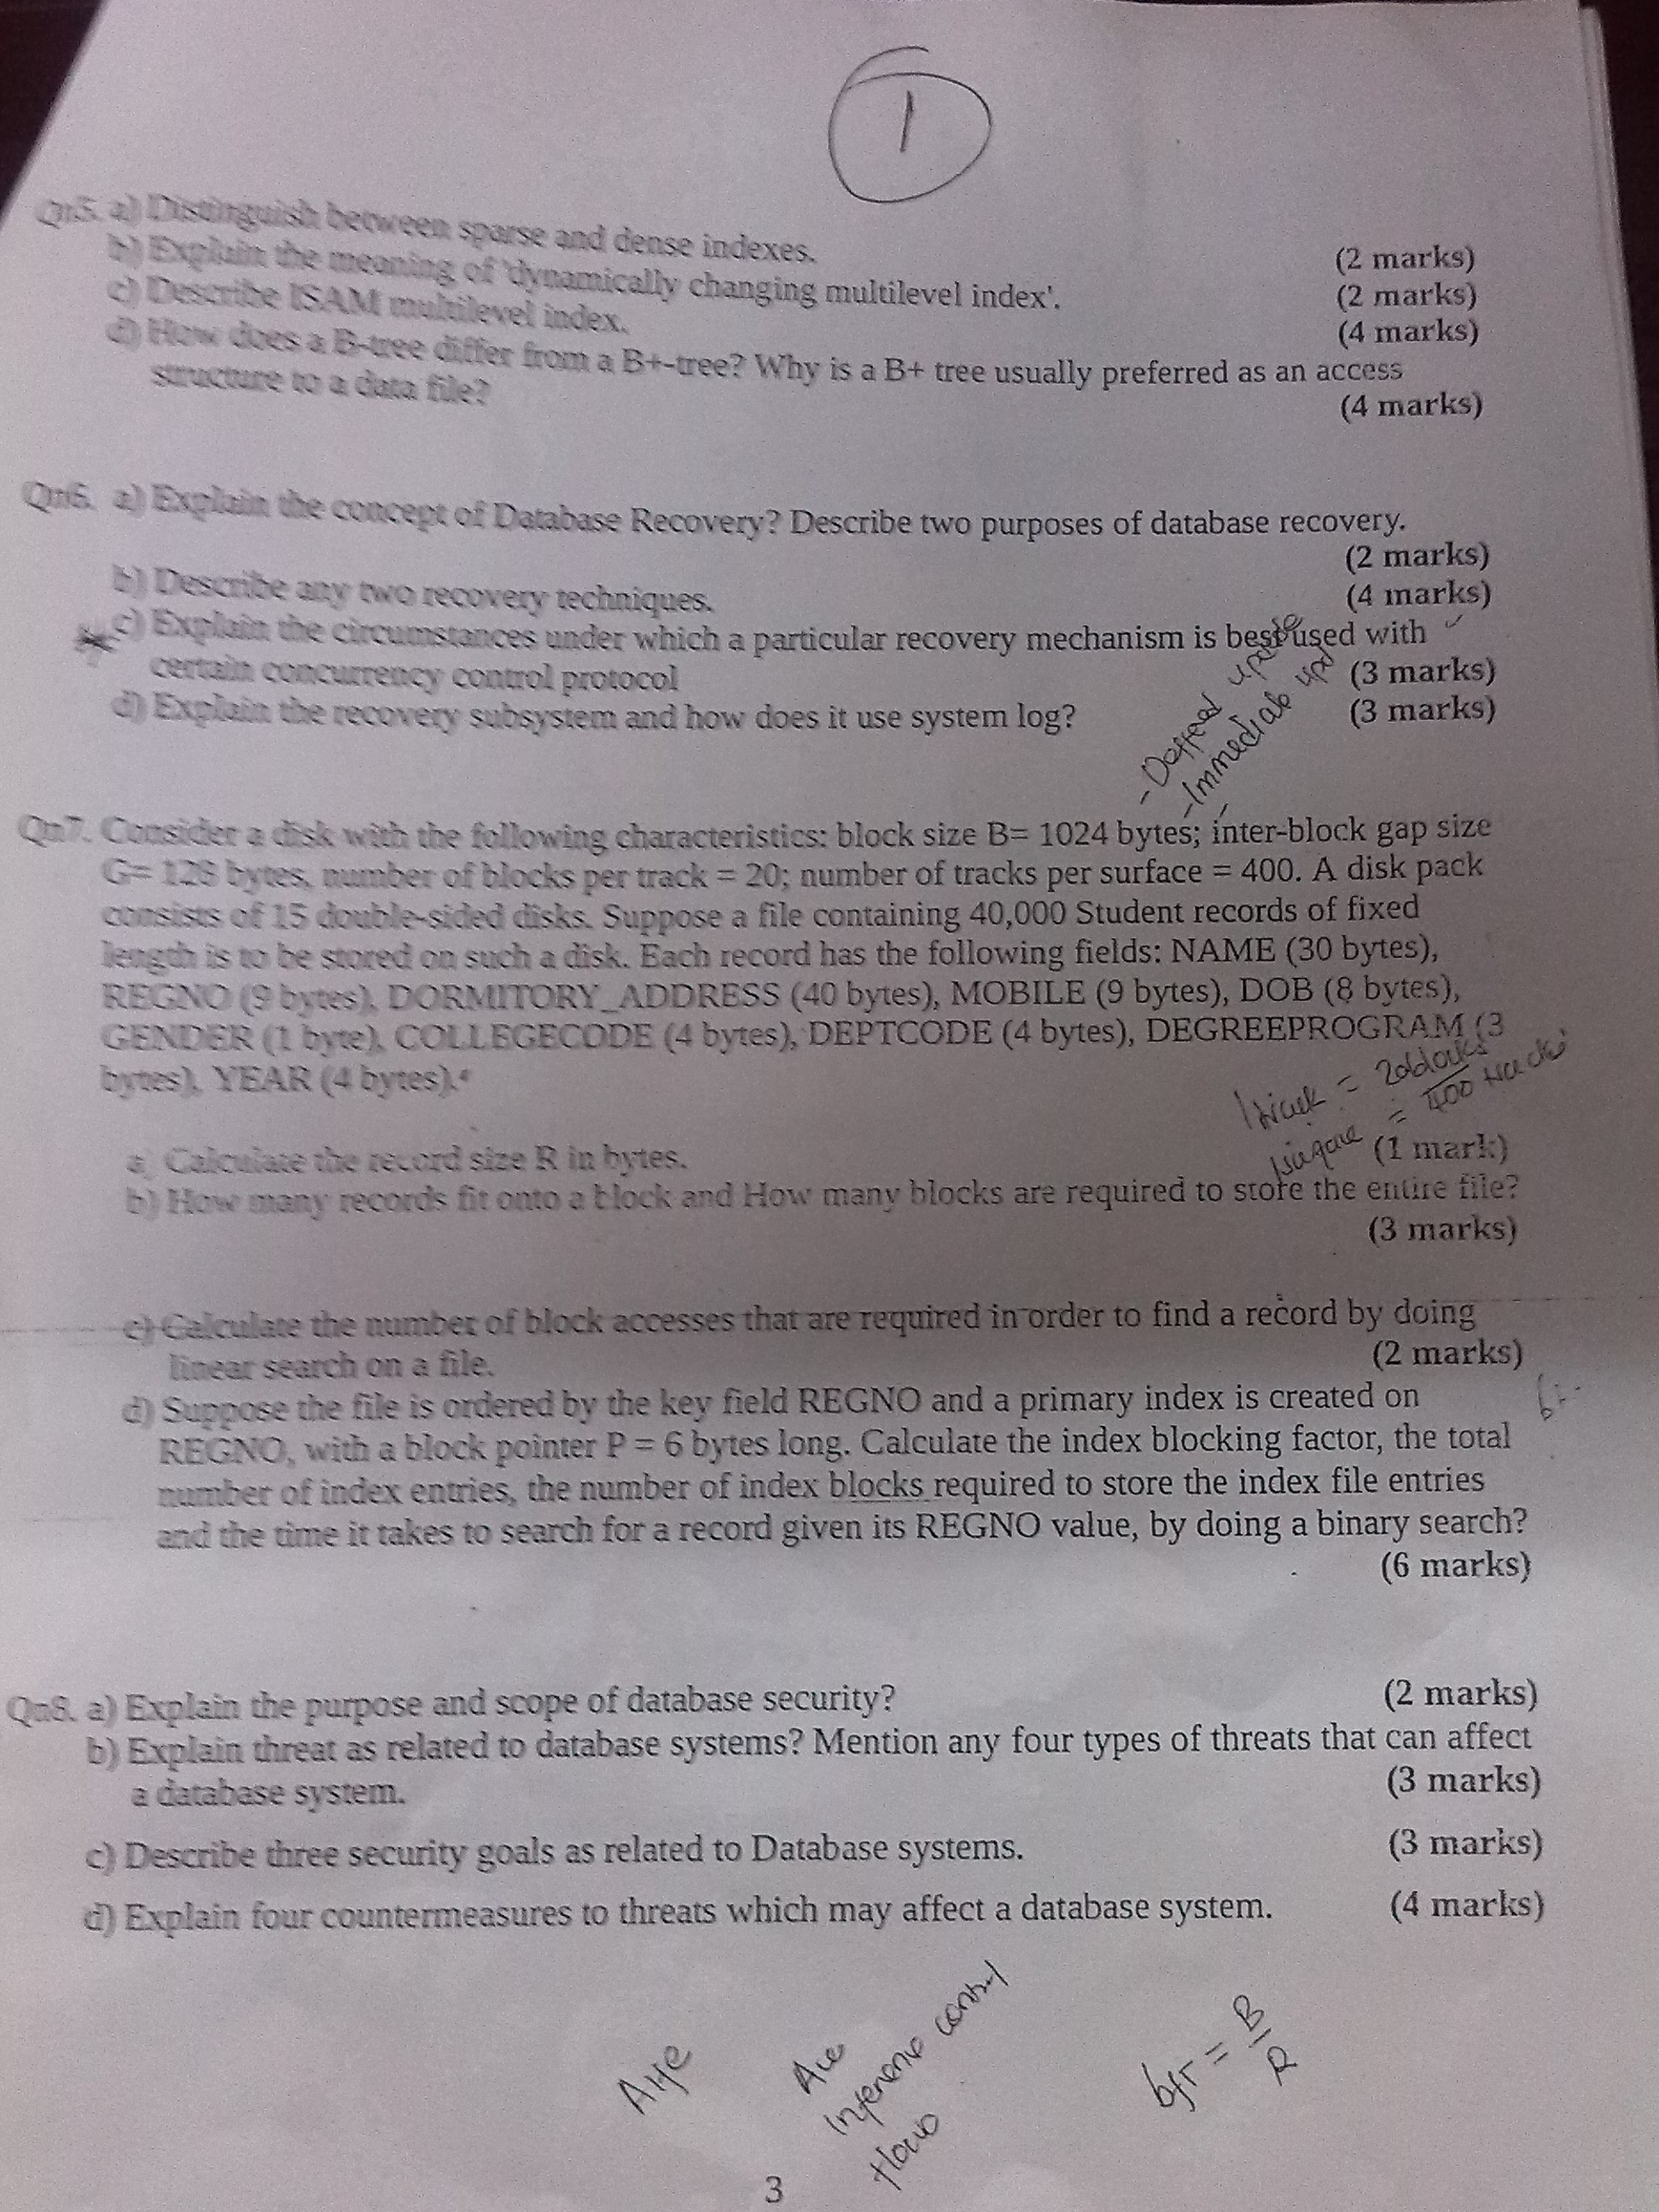 1
Qn5. a) Distinguish between sparse and dense indexes. (2 marks)
b) Explain the meaning of 'dynamically changing multilevel index'. (2 marks)
c) Describe ISAM multilevel index. (4 marks)
d) How does a B-tree differ from a B+-tree? Why is a B+ tree usually preferred as an access
structure to a data file? (4 marks)
Qn6. a) Explain the concept of Database Recovery? Describe two purposes of database recovery.
(2 marks)
b) Describe any two recovery techniques. (4 marks)
c) Explain the circumstances under which a particular recovery mechanism is best used with
certain concurrency control protocol (3 marks)
d) Explain the recovery subsystem and how does it use system log? (3 marks)
- Immediate upd
Qn7. Consider a disk with the following characteristics: block size B= 1024 bytes; inter-block gap size
G= 128 bytes, number of blocks per track = 20; number of tracks per surface = 400. A disk pack
consists of 15 double-sided disks. Suppose a file containing 40,000 Student records of fixed
length is to be stored on such a disk. Each record has the following fields: NAME (30 bytes),
REGNO (9 bytes), DORMITORY_ADDRESS (40 bytes), MOBILE (9 bytes), DOB (8 bytes),
GENDER (1 byte), COLLEGECODE (4 bytes), DEPTCODE (4 bytes), DEGREEPROGRAM (3
bytes), YEAR (4 bytes).
1 track = 20blocks
= 400 tracks
a) Calculate the record size R in bytes. (1 mark)
b) How many records fit onto a block and How many blocks are required to store the entire file?
(3 marks)
c) Calculate the number of block accesses that are required in order to find a record by doing
linear search on a file. (2 marks)
d) Suppose the file is ordered by the key field REGNO and a primary index is created on
REGNO, with a block pointer P = 6 bytes long. Calculate the index blocking factor, the total
number of index entries, the number of index blocks required to store the index file entries
and the time it takes to search for a record given its REGNO value, by doing a binary search?
(6 marks)
Qn8. a) Explain the purpose and scope of database security? (2 marks)
b) Explain threat as related to database systems? Mention any four types of threats that can affect
a database system. (3 marks)
c) Describe three security goals as related to Database systems. (3 marks)
d) Explain four countermeasures to threats which may affect a database system. (4 marks)
control
bfr = B
R
3